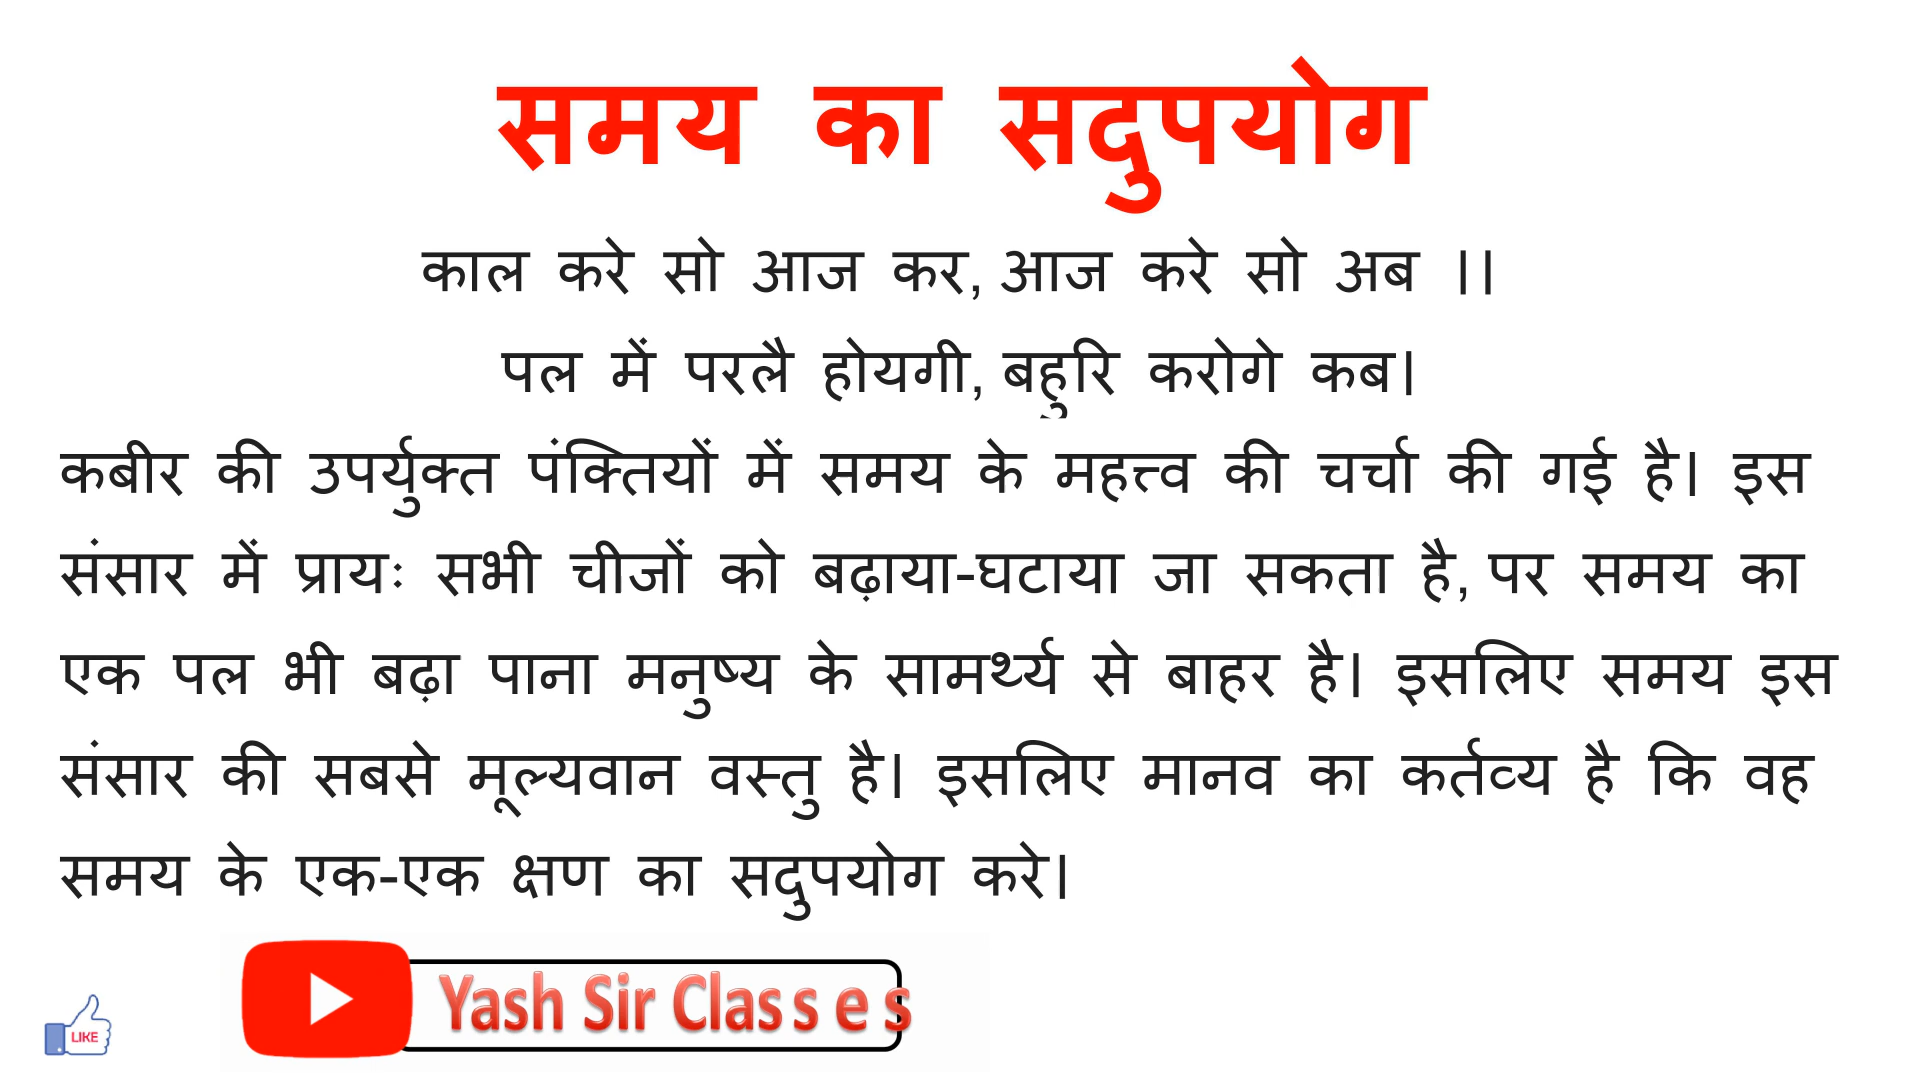 समय का सदुपयोग
काल करे सो आज कर, आज करे सो अब ।।
पल में परलै होयगी, बहुरि करोगे कब।
कबीर की उपर्युक्त पंक्तियों में समय के महत्त्व की चर्चा की गई है। इस
संसार में प्रायः सभी चीजों को बढ़ाया-घटाया जा सकता है, पर समय का
एक पल भी बढ़ा पाना मनुष्य के सामर्थ्य से बाहर है। इसलिए समय इस
संसार की सबसे मूल्यवान वस्तु है। इसलिए मानव का कर्तव्य है कि वह
समय के एक-एक क्षण का सदुपयोग करे।
Yash Sir Classes
LIKE